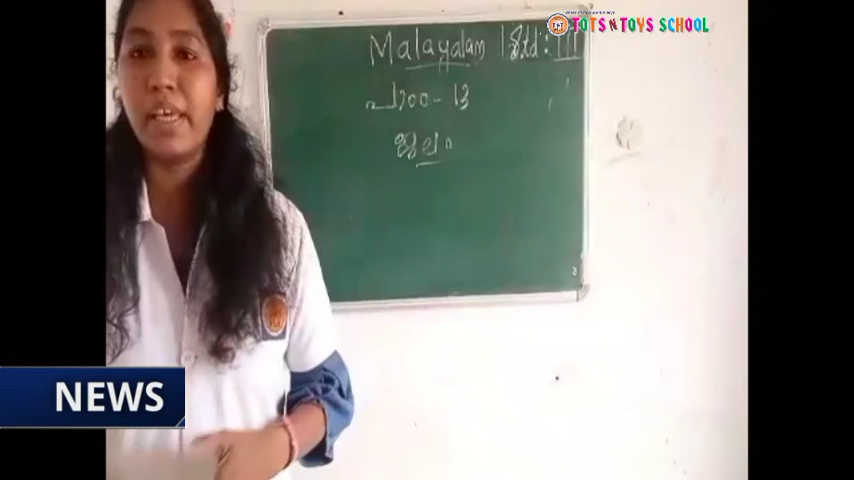 TOTS N TOYS SCHOOL
Malayalam Std: III
പാഠം - 13
ജലം
NEWS